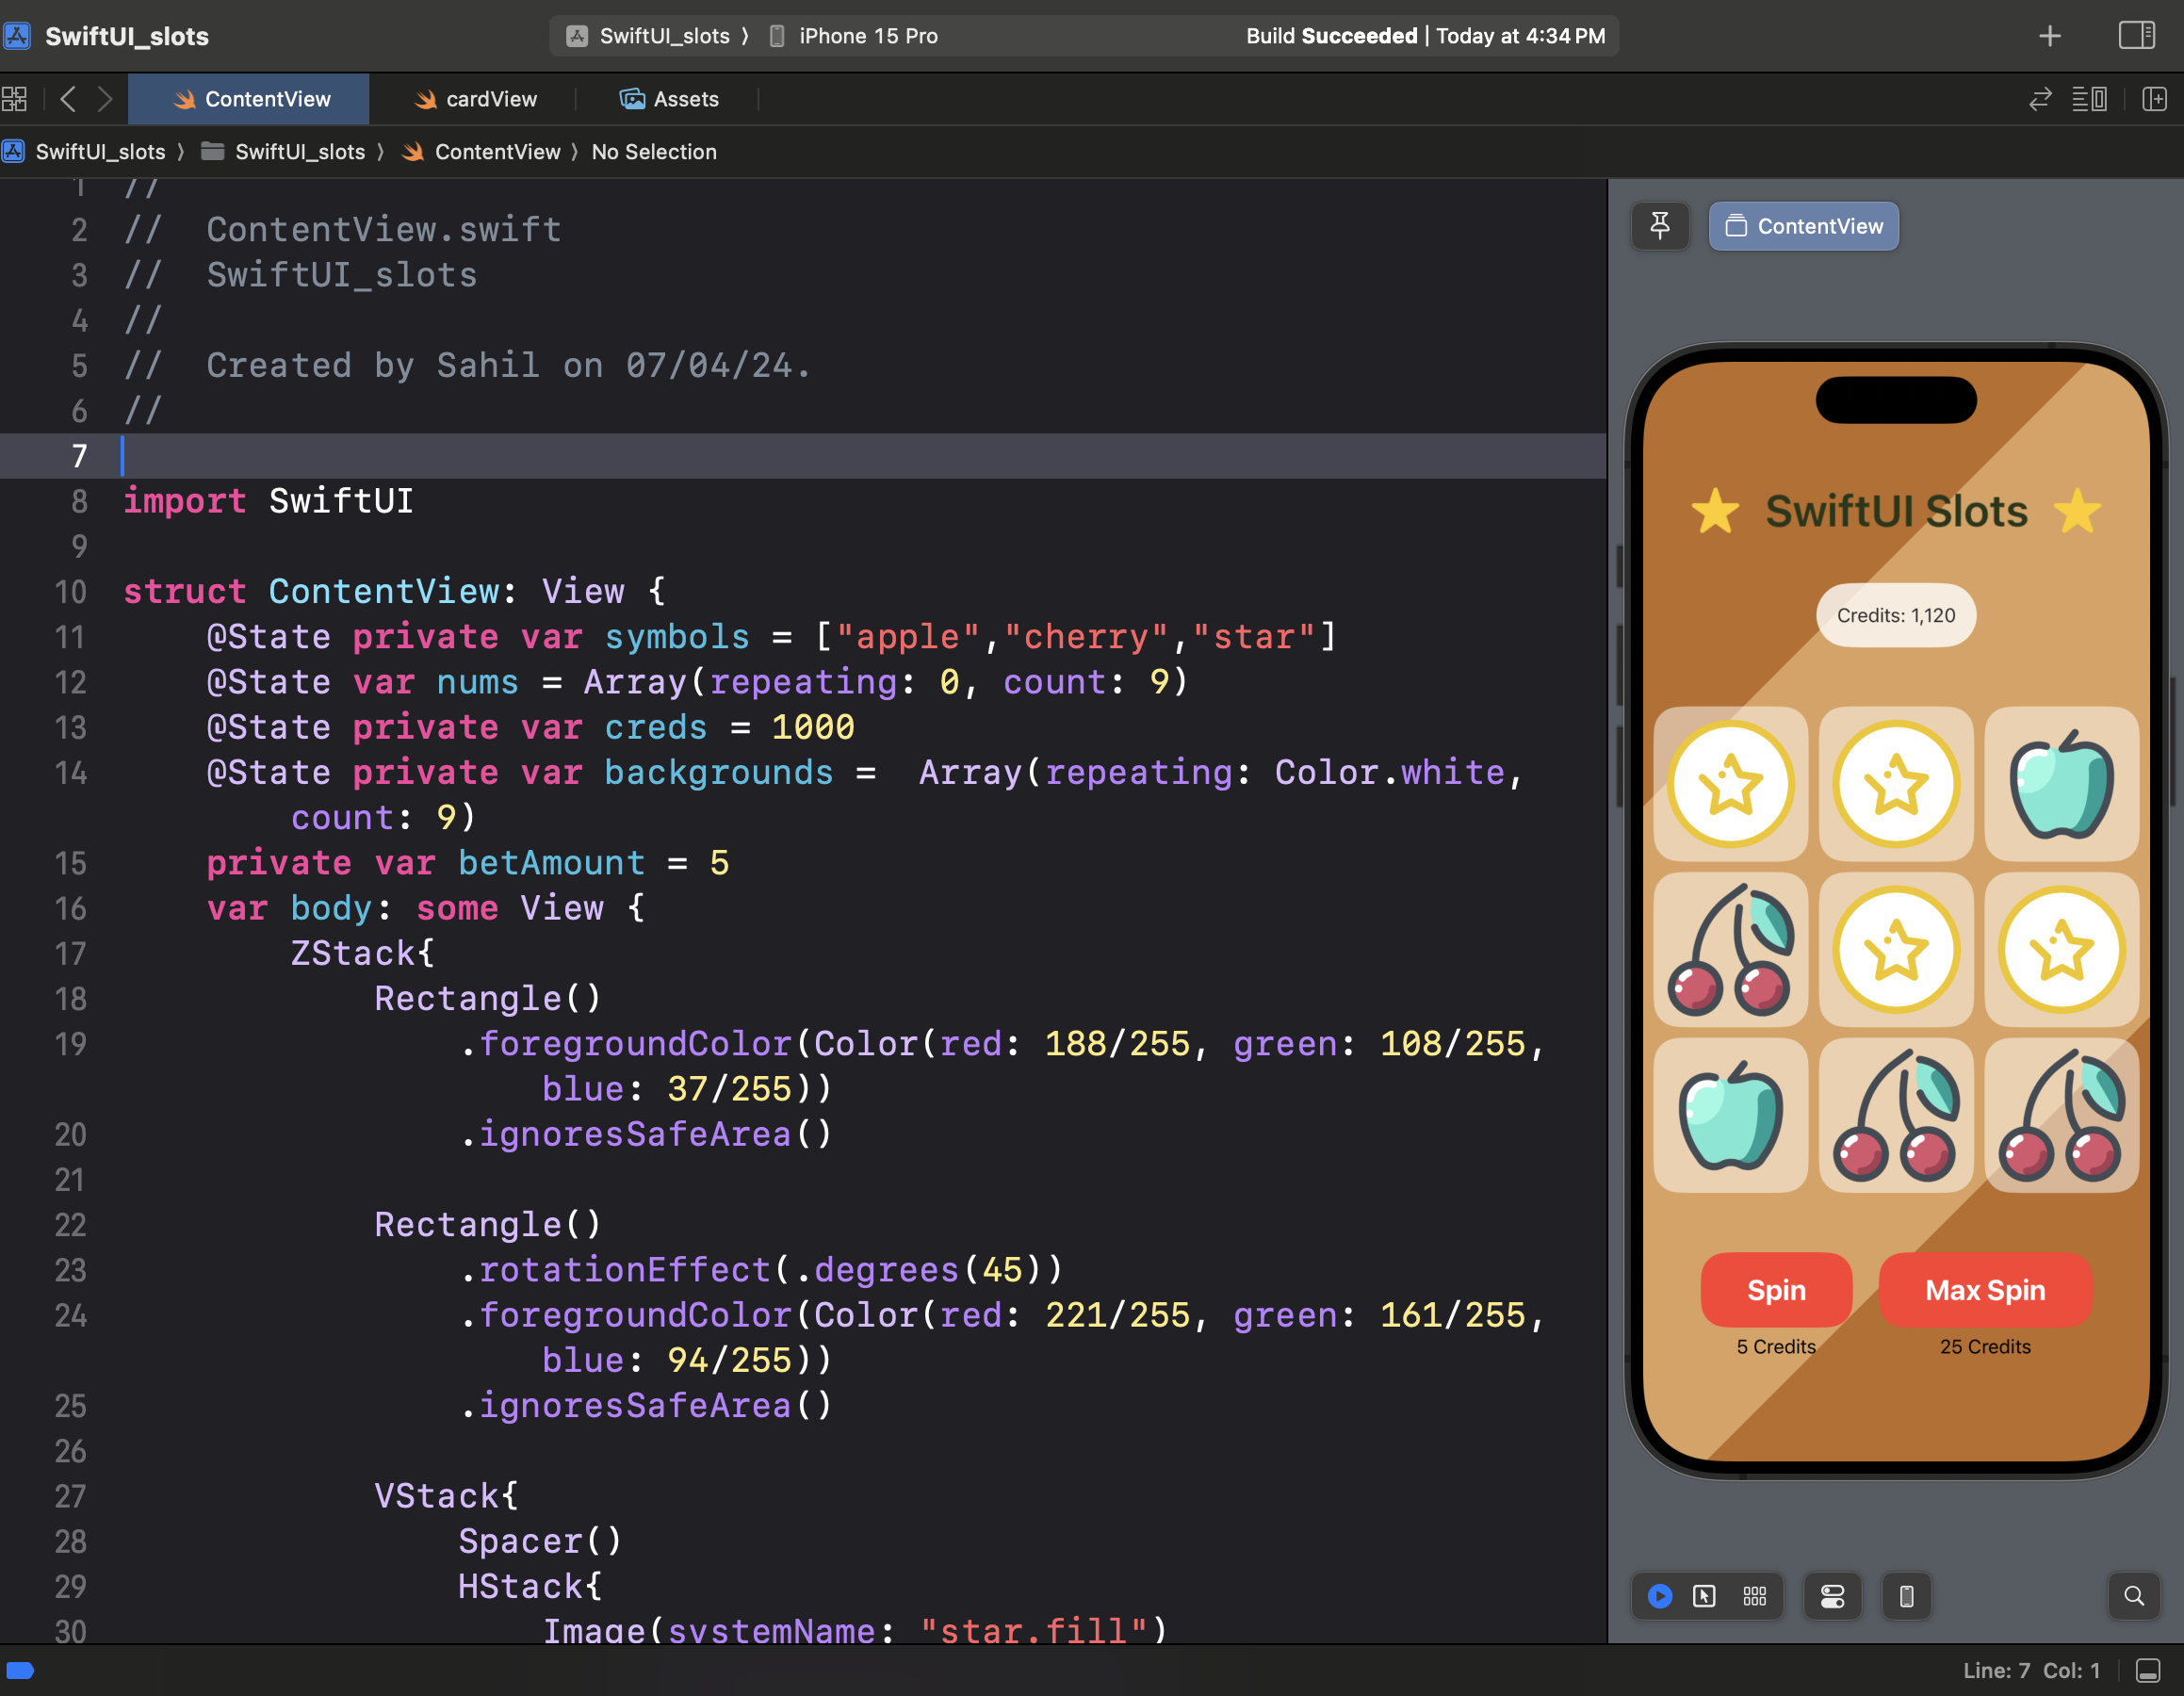 SwiftUI_slots
SwiftUI_slots ⟩ iPhone 15 Pro
Build Succeeded | Today at 4:34 PM
ContentView
cardView
Assets
SwiftUI_slots ⟩ SwiftUI_slots ⟩ ContentView ⟩ No Selection
1 //
2 //  ContentView.swift
3 //  SwiftUI_slots
4 //
5 //  Created by Sahil on 07/04/24.
6 //
7
8 import SwiftUI
9
10 struct ContentView: View {
11     @State private var symbols = ["apple","cherry","star"]
12     @State var nums = Array(repeating: 0, count: 9)
13     @State private var creds = 1000
14     @State private var backgrounds =  Array(repeating: Color.white,
count: 9)
15     private var betAmount = 5
16     var body: some View {
17         ZStack{
18             Rectangle()
19                 .foregroundColor(Color(red: 188/255, green: 108/255,
blue: 37/255))
20                 .ignoresSafeArea()
21
22             Rectangle()
23                 .rotationEffect(.degrees(45))
24                 .foregroundColor(Color(red: 221/255, green: 161/255,
blue: 94/255))
25                 .ignoresSafeArea()
26
27             VStack{
28                 Spacer()
29                 HStack{
30                     Image(systemName: "star.fill")
ContentView
SwiftUI Slots
Credits: 1,120
Spin
Max Spin
5 Credits
25 Credits
Line: 7 Col: 1